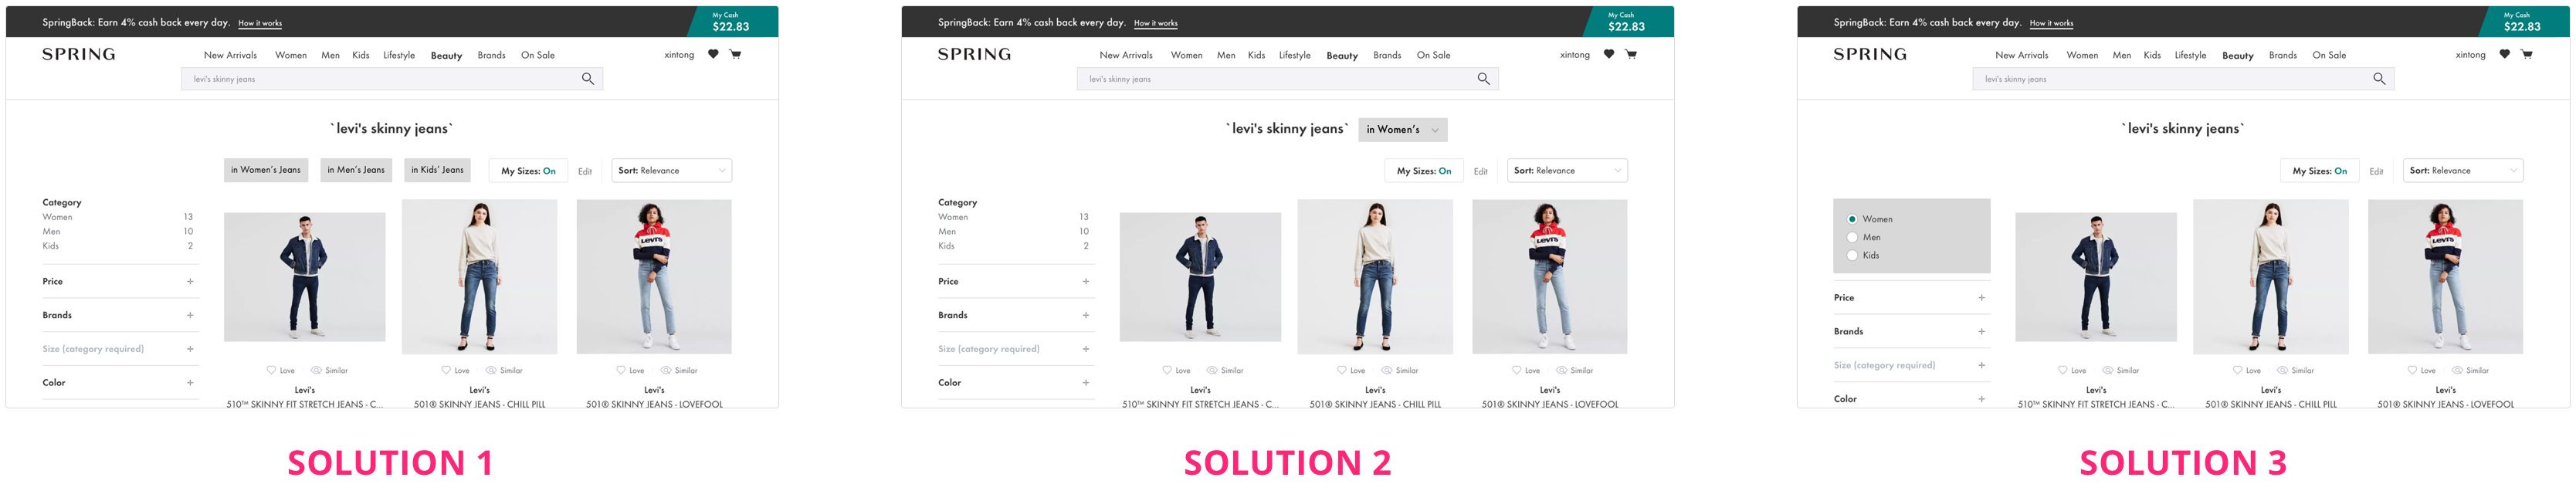 SpringBack: Earn 4% cash back every day. How it works
My Cash
$22.83
SPRING
New Arrivals Women Men Kids Lifestyle Beauty Brands On Sale
xintong
levi's skinny jeans
`levi's skinny jeans`
in Women's Jeans in Men's Jeans in Kids' Jeans My Sizes: On Edit Sort: Relevance
Category
Women 13
Men 10
Kids 2
Price +
Brands +
Size (category required) +
Color +
Love Similar Love Similar Love Similar
Levi's Levi's Levi's
510™ SKINNY FIT STRETCH JEANS - C... 501® SKINNY JEANS - CHILL PILL 501® SKINNY JEANS - LOVEFOOL
SOLUTION 1
SpringBack: Earn 4% cash back every day. How it works
My Cash
$22.83
SPRING
New Arrivals Women Men Kids Lifestyle Beauty Brands On Sale
xintong
levi's skinny jeans
`levi's skinny jeans` in Women's
My Sizes: On Edit Sort: Relevance
Category
Women 13
Men 10
Kids 2
Price +
Brands +
Size (category required) +
Color +
LEVI'S
Love Similar Love Similar Love Similar
Levi's Levi's Levi's
510™ SKINNY FIT STRETCH JEANS - C... 501® SKINNY JEANS - CHILL PILL 501® SKINNY JEANS - LOVEFOOL
SOLUTION 2
SpringBack: Earn 4% cash back every day. How it works
My Cash
$22.83
SPRING
New Arrivals Women Men Kids Lifestyle Beauty Brands On Sale
xintong
levi's skinny jeans
`levi's skinny jeans`
My Sizes: On Edit Sort: Relevance
Women
Men
Kids
Price +
Brands +
Size (category required) +
Color +
LEVI'S
Love Similar Love Similar Love Similar
Levi's Levi's Levi's
510™ SKINNY FIT STRETCH JEANS - C... 501® SKINNY JEANS - CHILL PILL 501® SKINNY JEANS - LOVEFOOL
SOLUTION 3